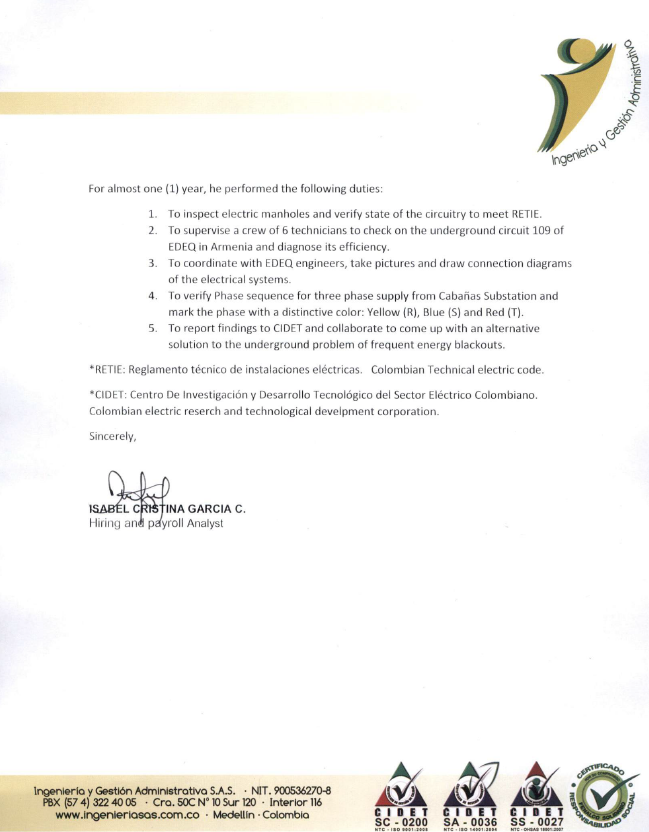 Ingeniería y Gestión Administrativa
For almost one (1) year, he performed the following duties:
1. To inspect electric manholes and verify state of the circuitry to meet RETIE.
2. To supervise a crew of 6 technicians to check on the underground circuit 109 of
EDEQ in Armenia and diagnose its efficiency.
3. To coordinate with EDEQ engineers, take pictures and draw connection diagrams
of the electrical systems.
4. To verify Phase sequence for three phase supply from Cabañas Substation and
mark the phase with a distinctive color: Yellow (R), Blue (S) and Red (T).
5. To report findings to CIDET and collaborate to come up with an alternative
solution to the underground problem of frequent energy blackouts.
*RETIE: Reglamento técnico de instalaciones eléctricas. Colombian Technical electric code.
*CIDET: Centro De Investigación y Desarrollo Tecnológico del Sector Eléctrico Colombiano.
Colombian electric reserch and technological develpment corporation.
Sincerely,
ISABEL CRISTINA GARCIA C.
Hiring and payroll Analyst
Ingeniería y Gestión Administrativa S.A.S. · NIT. 900536270-8
PBX (57 4) 322 40 05 · Cra. 50C N° 10 Sur 120 · Interior 116
www.ingenieriasas.com.co · Medellín · Colombia
CIDET
SC - 0200
NTC - ISO 9001:2008
CIDET
SA - 0036
NTC - ISO 14001:2004
CIDET
SS - 0027
NTC - OHSAS 18001:2007
CERTIFICADO
RESPONSABILIDAD SOCIAL